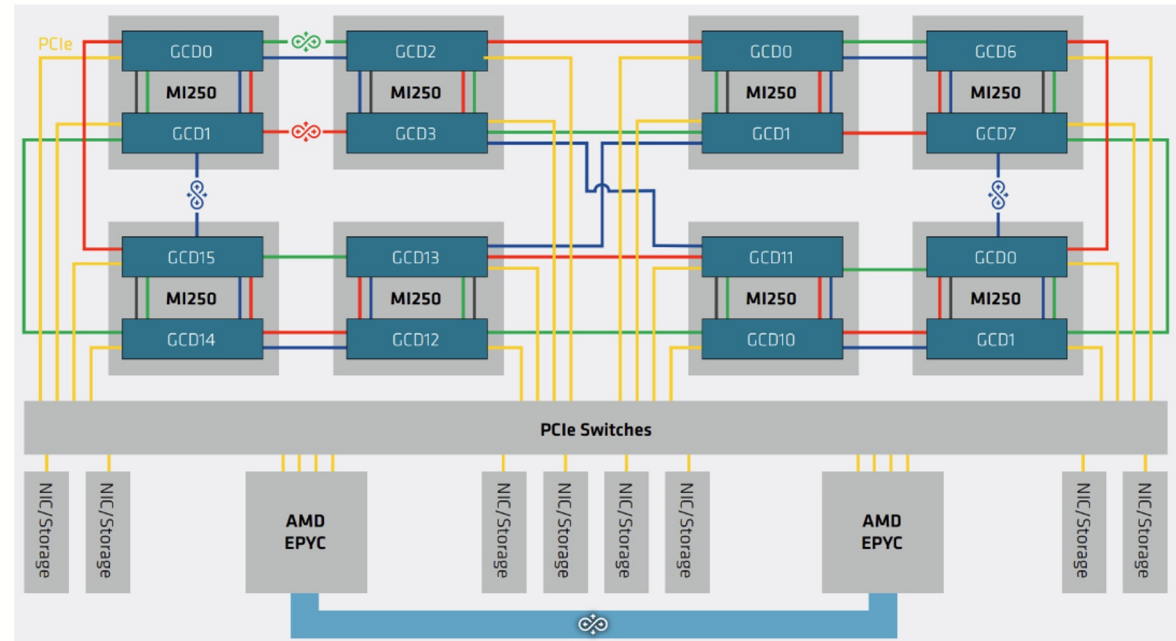 PCIe
GCD0
GCD2
GCD0
GCD6
MI250
MI250
MI250
MI250
GCD1
GCD3
GCD1
GCD7
GCD15
GCD13
GCD11
GCD0
MI250
MI250
MI250
MI250
GCD14
GCD12
GCD10
GCD1
PCIe Switches
NIC/Storage
NIC/Storage
AMD
EPYC
NIC/Storage
NIC/Storage
NIC/Storage
NIC/Storage
AMD
EPYC
NIC/Storage
NIC/Storage